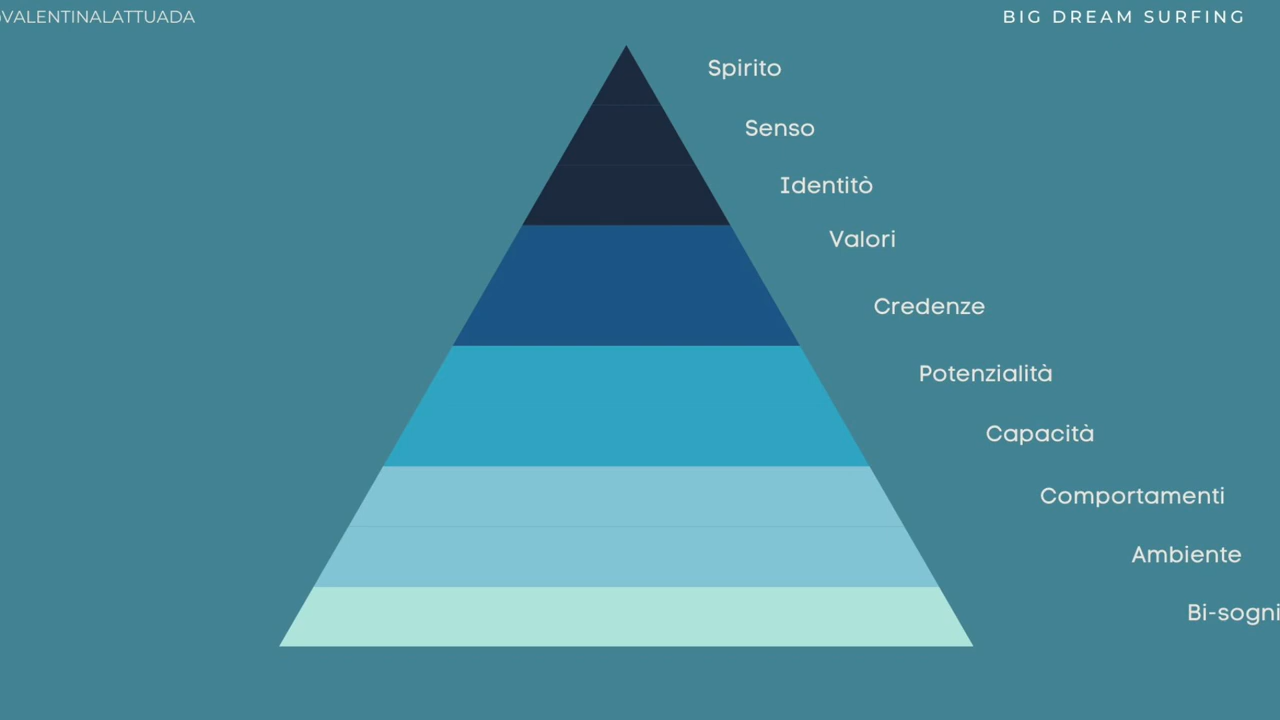 @VALENTINALATTUADA
BIG DREAM SURFING
Spirito
Senso
Identitò
Valori
Credenze
Potenzialità
Capacità
Comportamenti
Ambiente
Bi-sogni